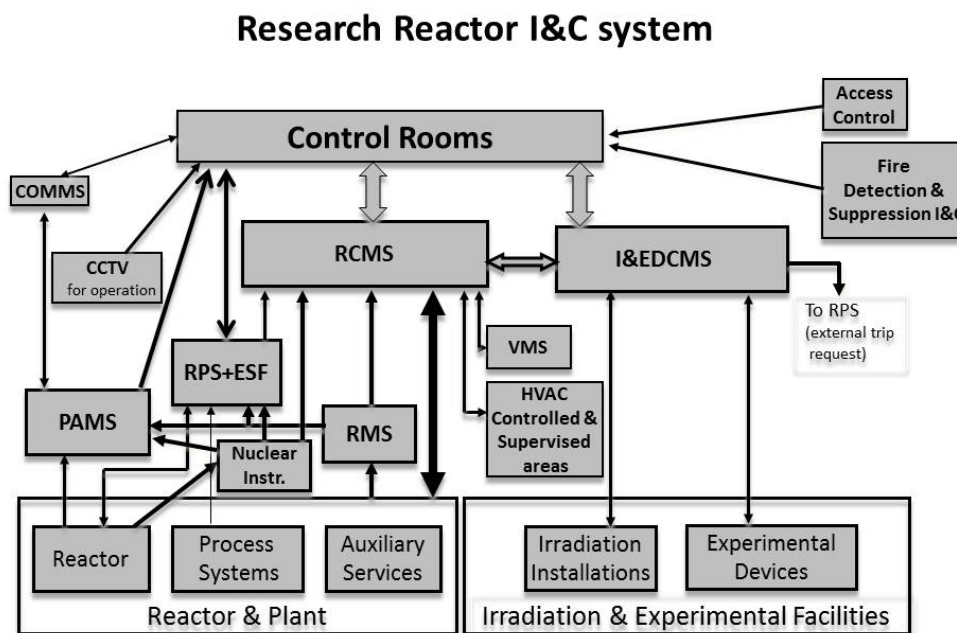 Research Reactor I&C system
Access
Control
Control Rooms
Fire
Detection &
Suppression I&C
COMMS
CCTV
for operation
RCMS
I&EDCMS
To RPS
(external trip
request)
VMS
RPS+ESF
HVAC
Controlled &
Supervised
areas
PAMS
RMS
Nuclear
Instr.
Reactor
Process
Systems
Auxiliary
Services
Irradiation
Installations
Experimental
Devices
Reactor & Plant
Irradiation & Experimental Facilities